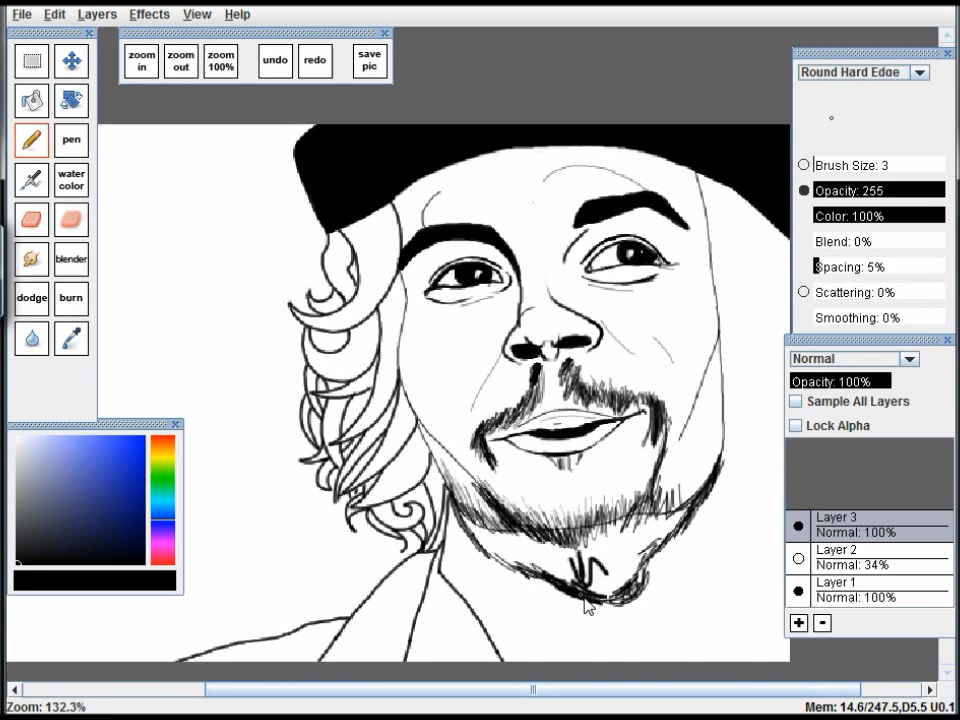 File Edit Layers Effects View Help
zoom in
zoom out
zoom 100%
undo
redo
save pic
pen
water color
blender
dodge
burn
Round Hard Edge
Brush Size: 3
Opacity: 255
Color: 100%
Blend: 0%
Spacing: 5%
Scattering: 0%
Smoothing: 0%
Normal
Opacity: 100%
Sample All Layers
Lock Alpha
Layer 3
Normal: 100%
Layer 2
Normal: 34%
Layer 1
Normal: 100%
+ -
Zoom: 132.3%
Mem: 14.6/247.5,D5.5 U0.1